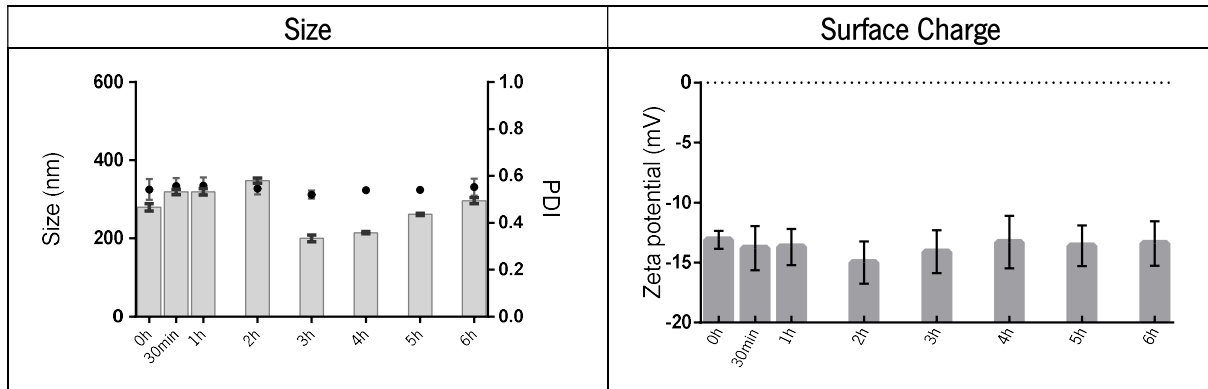 Size
Surface Charge
600
400
200
0
Size (nm)
1.0
0.8
0.6
0.4
0.2
0.0
PDI
0h
30min
1h
2h
3h
4h
5h
6h
0
-5
-10
-15
-20
Zeta potential (mV)
0h
30min
1h
2h
3h
4h
5h
6h